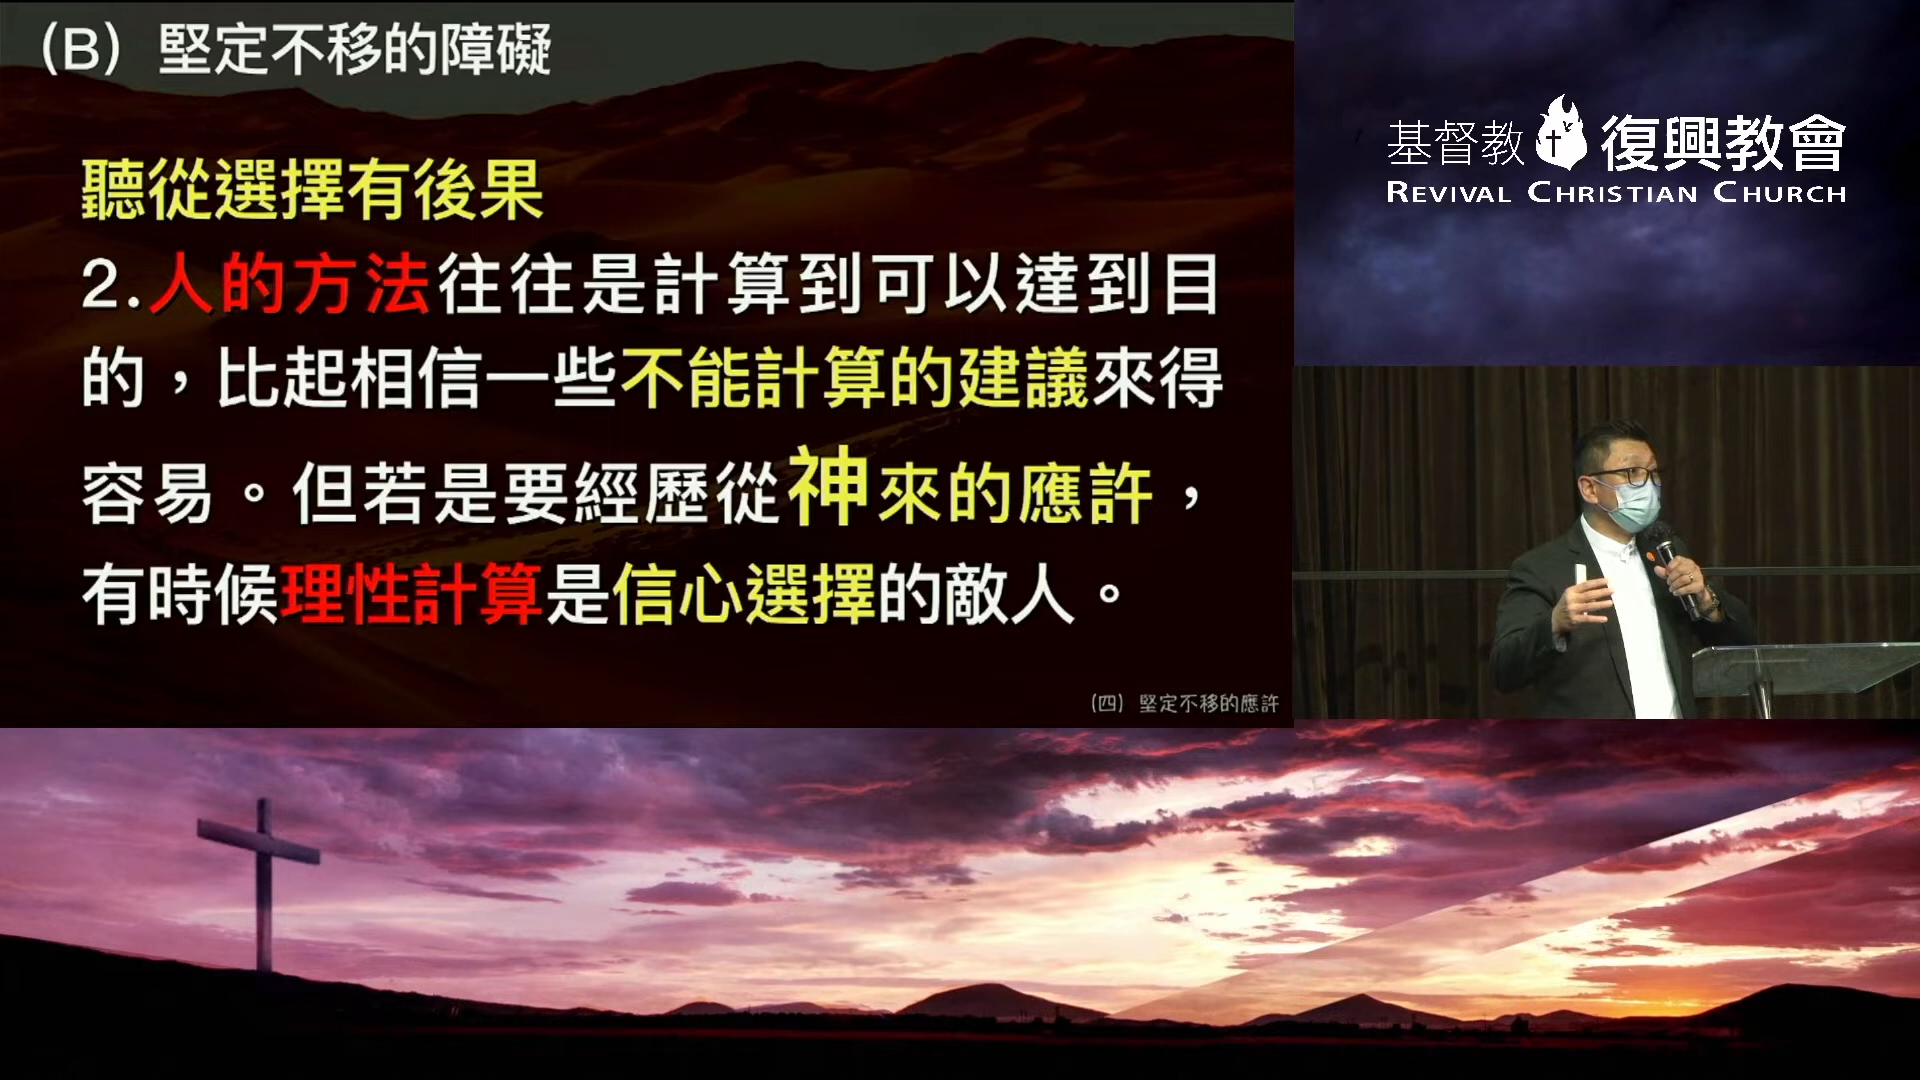 (B) 堅定不移的障礙
聽從選擇有後果
2.人的方法往往是計算到可以達到目
的，比起相信一些不能計算的建議來得
容易。但若是要經歷從神來的應許，
有時候理性計算是信心選擇的敵人。
(四) 堅定不移的應許
基督教 復興教會
REVIVAL CHRISTIAN CHURCH